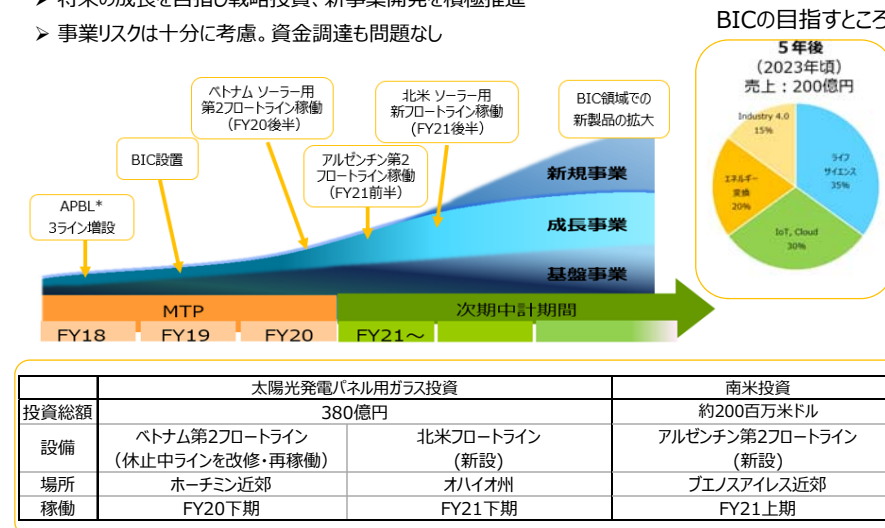 ➢ 将来の成長を目指し戦略投資、新事業開発を積極推進
➢ 事業リスクは十分に考慮。資金調達も問題なし
BICの目指すところ
5年後
（2023年頃）
売上：200億円
Industry 4.0
15%
ライフ
サイエンス
35%
エネルギー
変換
20%
IoT, Cloud
30%
ベトナム ソーラー用
第2フロートライン稼働
（FY20後半）
北米 ソーラー用
新フロートライン稼働
（FY21後半）
BIC領域での
新製品の拡大
BIC設置
アルゼンチン第2
フロートライン稼働
（FY21前半）
APBL*
3ライン増設
新規事業
成長事業
基盤事業
MTP
次期中計期間
FY18
FY19
FY20
FY21～
太陽光発電パネル用ガラス投資
南米投資
投資総額
380億円
約200百万米ドル
設備
ベトナム第2フロートライン
（休止中ラインを改修・再稼働）
北米フロートライン
(新設)
アルゼンチン第2フロートライン
(新設)
場所
ホーチミン近郊
オハイオ州
ブエノスアイレス近郊
稼働
FY20下期
FY21下期
FY21上期